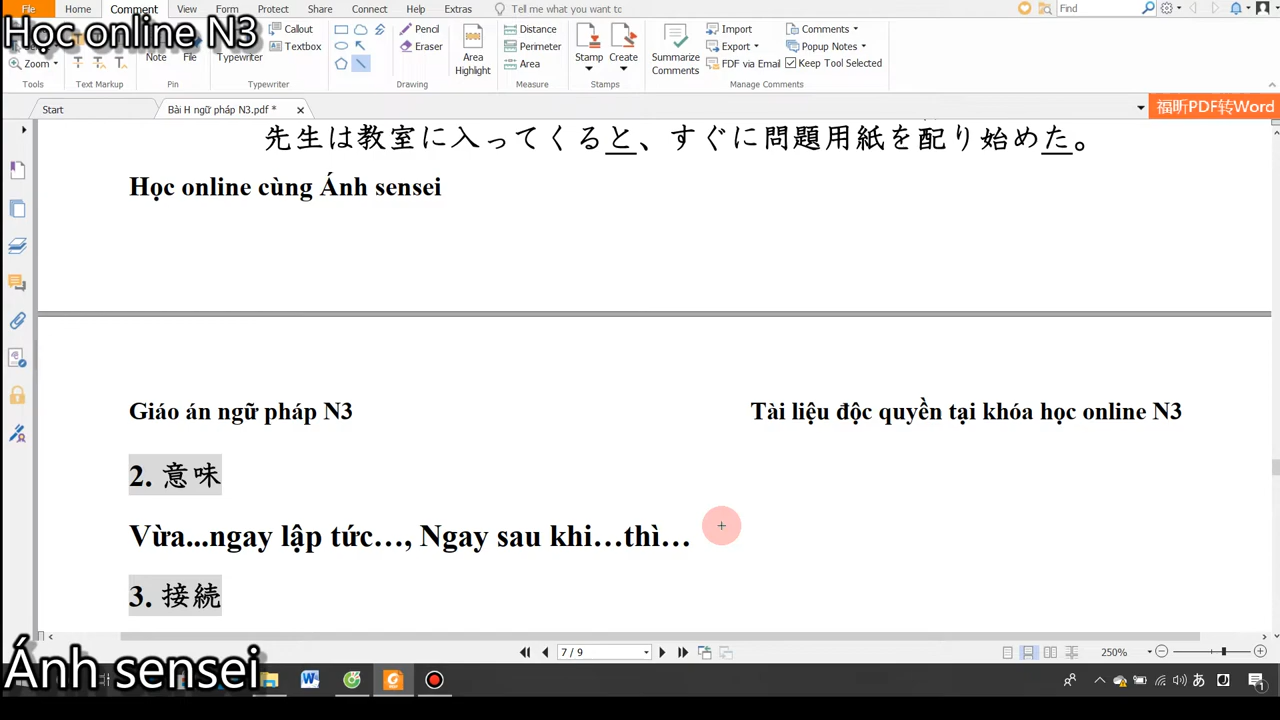 File Home Comment View Form Protect Share Connect Help Extras Tell me what you want Find
Học online N3
Callout
Textbox
Pencil
Eraser
Distance
Perimeter
Area
Import
Export
FDF via Email
Comments
Popup Notes
Keep Tool Selected
Zoom
Typewriter
Note
File
Area
Highlight
Stamp
Create
Summarize
Comments
Tools Text Markup Typewriter Drawing Measure Stamps Manage Comments
Start Bài H ngữ pháp N3.pdf * 福昕PDF转Word
先生は教室に入ってくると、すぐに問題用紙を配り始めた。
Học online cùng Ánh sensei
Giáo án ngữ pháp N3 Tài liệu độc quyền tại khóa học online N3
2. 意味
Vừa...ngay lập tức…, Ngay sau khi…thì…
3. 接続
7 / 9 250%
Ánh sensei
あ